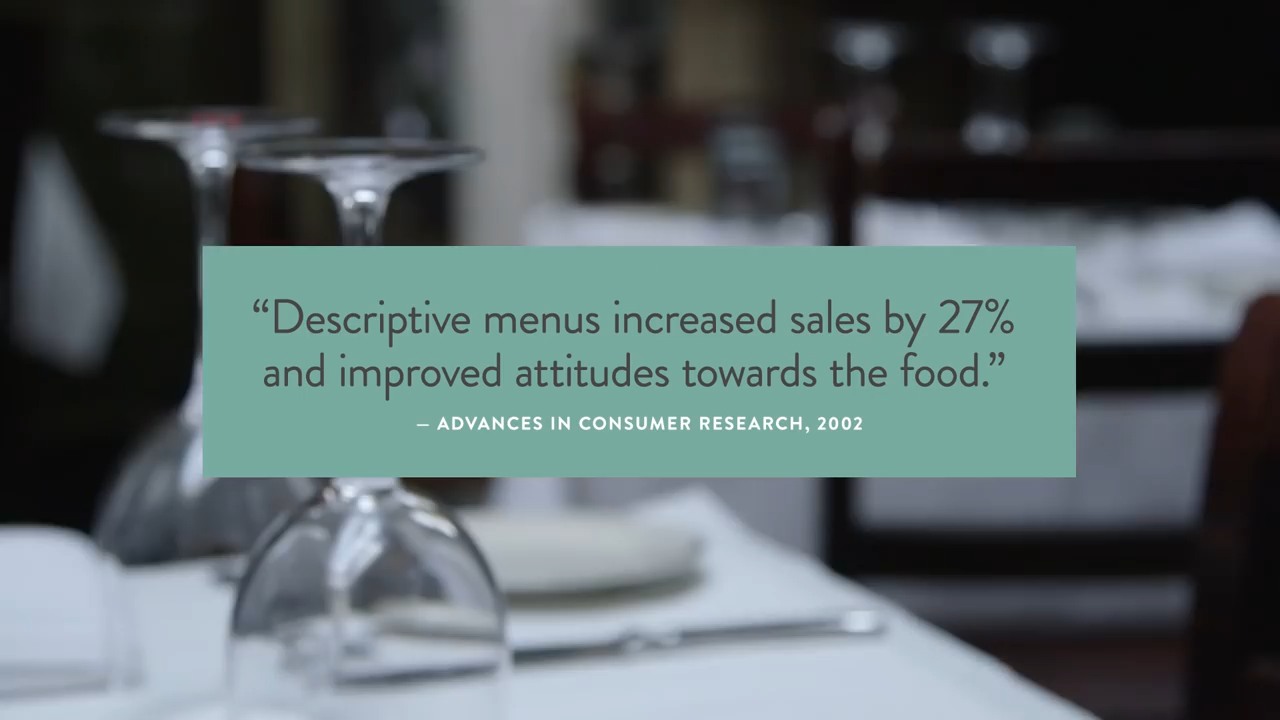 “Descriptive menus increased sales by 27%
and improved attitudes towards the food.”
– ADVANCES IN CONSUMER RESEARCH, 2002